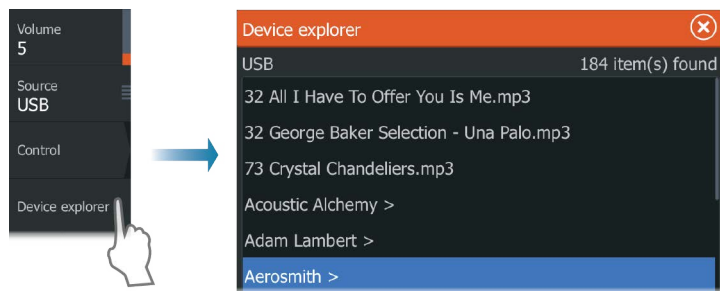 Volume
5
Source
USB
Control
Device explorer
Device explorer
USB 184 item(s) found
32 All I Have To Offer You Is Me.mp3
32 George Baker Selection - Una Palo.mp3
73 Crystal Chandeliers.mp3
Acoustic Alchemy >
Adam Lambert >
Aerosmith >